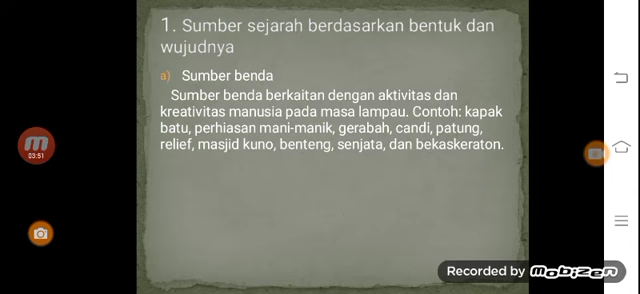 1. Sumber sejarah berdasarkan bentuk dan
wujudnya
a) Sumber benda
Sumber benda berkaitan dengan aktivitas dan
kreativitas manusia pada masa lampau. Contoh: kapak
batu, perhiasan mani-manik, gerabah, candi, patung,
relief, masjid kuno, benteng, senjata, dan bekaskeraton.
m
03:51
Recorded by mobizen